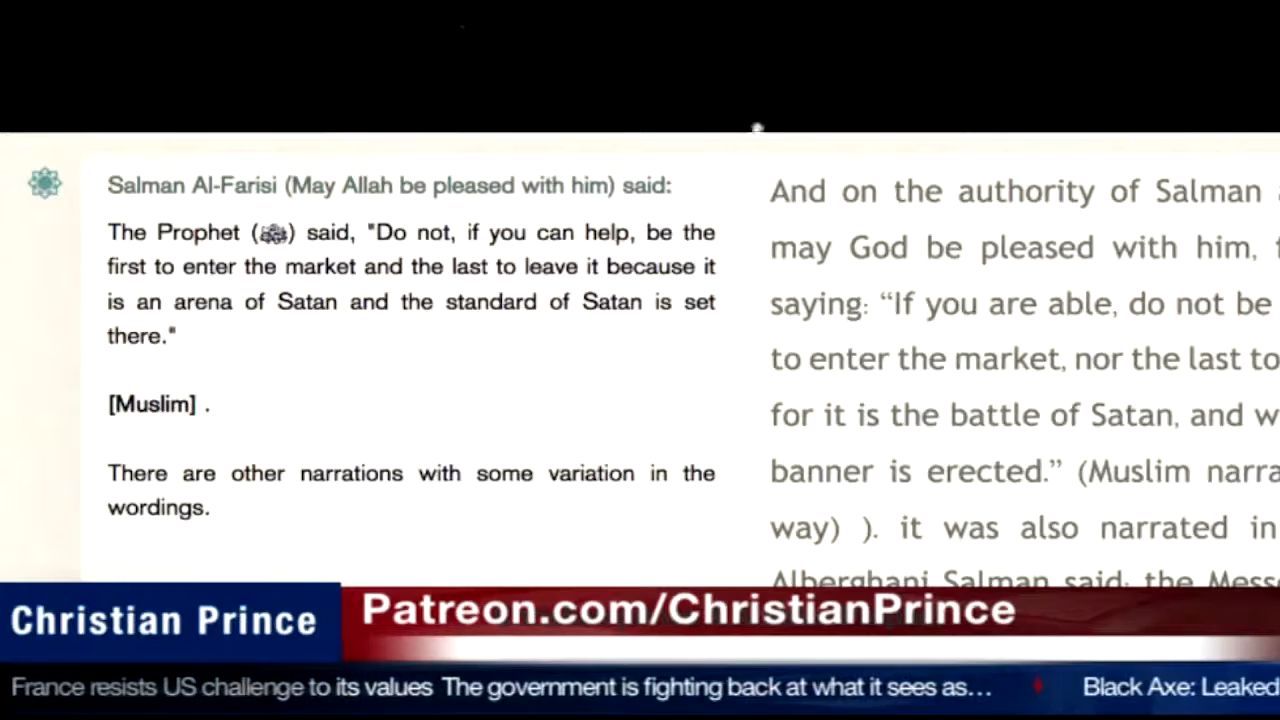 Salman Al-Farisi (May Allah be pleased with him) said:
The Prophet (ﷺ) said, "Do not, if you can help, be the
first to enter the market and the last to leave it because it
is an arena of Satan and the standard of Satan is set
there."
[Muslim] .
There are other narrations with some variation in the
wordings.
And on the authority of Salman
may God be pleased with him,
saying: “If you are able, do not be
to enter the market, nor the last to
for it is the battle of Satan, and
banner is erected.” (Muslim
way) ). it was also narrated in
Alberghani Salman said: the
Christian Prince
Patreon.com/ChristianPrince
France resists US challenge to its values The government is fighting back at what it sees as… Black Axe: Leaked